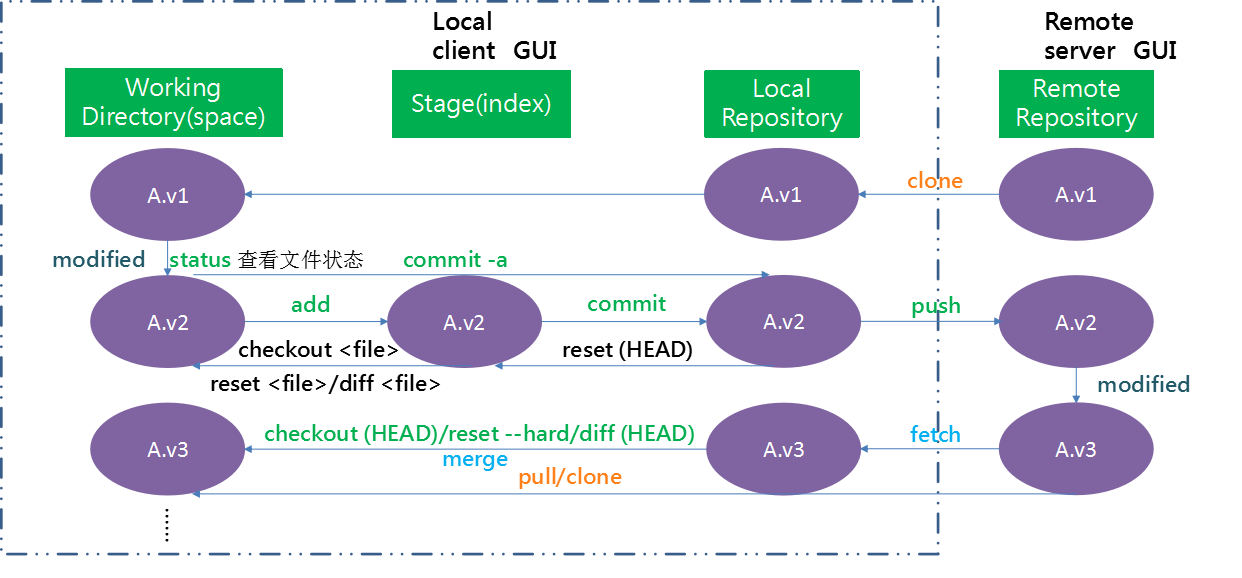 Local
client GUI
Remote
server GUI
Working
Directory(space)
Stage(index)
Local
Repository
Remote
Repository
A.v1
A.v1
clone
A.v1
modified
status 查看文件状态
commit -a
A.v2
add
A.v2
commit
A.v2
push
A.v2
checkout <file>
reset (HEAD)
reset <file>/diff <file>
modified
A.v3
checkout (HEAD)/reset --hard/diff (HEAD)
merge
A.v3
fetch
A.v3
pull/clone